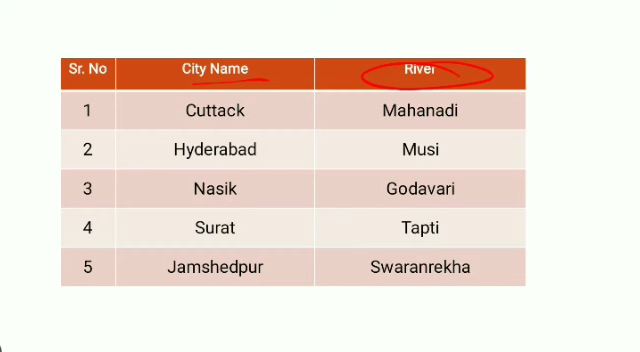 Sr. No City Name River
1 Cuttack Mahanadi
2 Hyderabad Musi
3 Nasik Godavari
4 Surat Tapti
5 Jamshedpur Swaranrekha